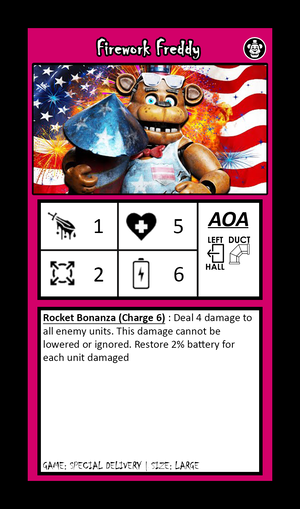 Firework Freddy
1
5
AOA
LEFT DUCT
HALL
2
6
Rocket Bonanza (Charge 6) : Deal 4 damage to
all enemy units. This damage cannot be
lowered or ignored. Restore 2% battery for
each unit damaged
GAME: SPECIAL DELIVERY | SIZE: LARGE